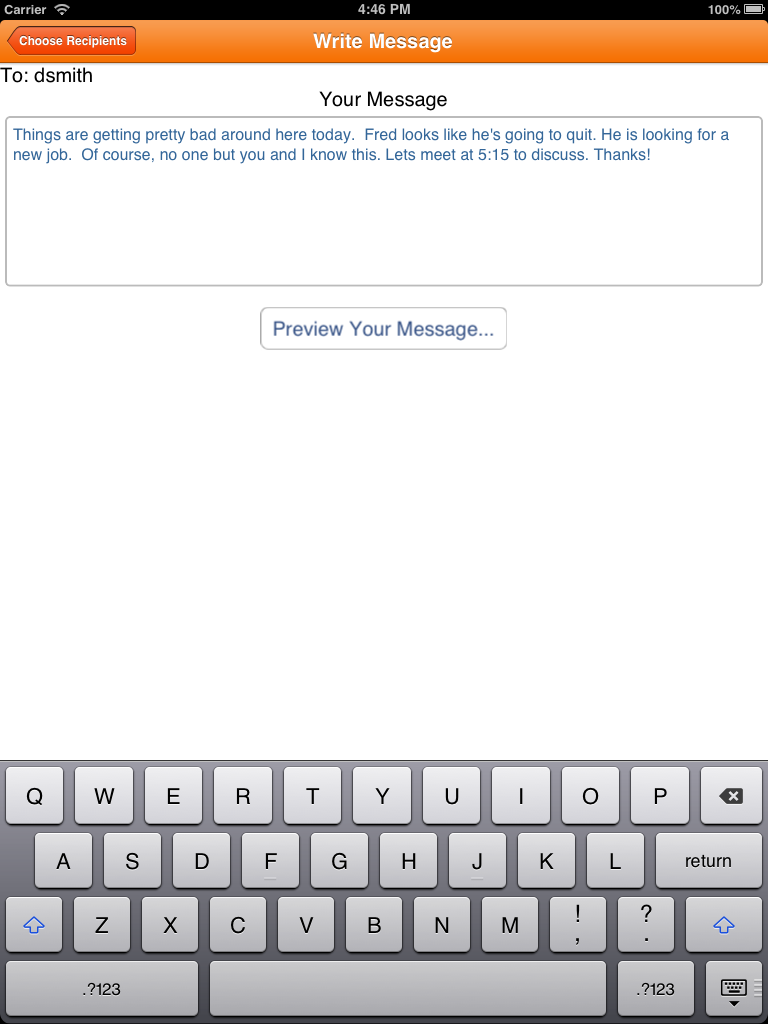 Carrier 4:46 PM 100%
Choose Recipients Write Message
To: dsmith
Your Message
Things are getting pretty bad around here today.  Fred looks like he's going to quit. He is looking for a
new job.  Of course, no one but you and I know this. Lets meet at 5:15 to discuss. Thanks!
Preview Your Message...
Q W E R T Y U I O P
A S D F G H J K L return
Z X C V B N M ! ?
, .
.?123 .?123